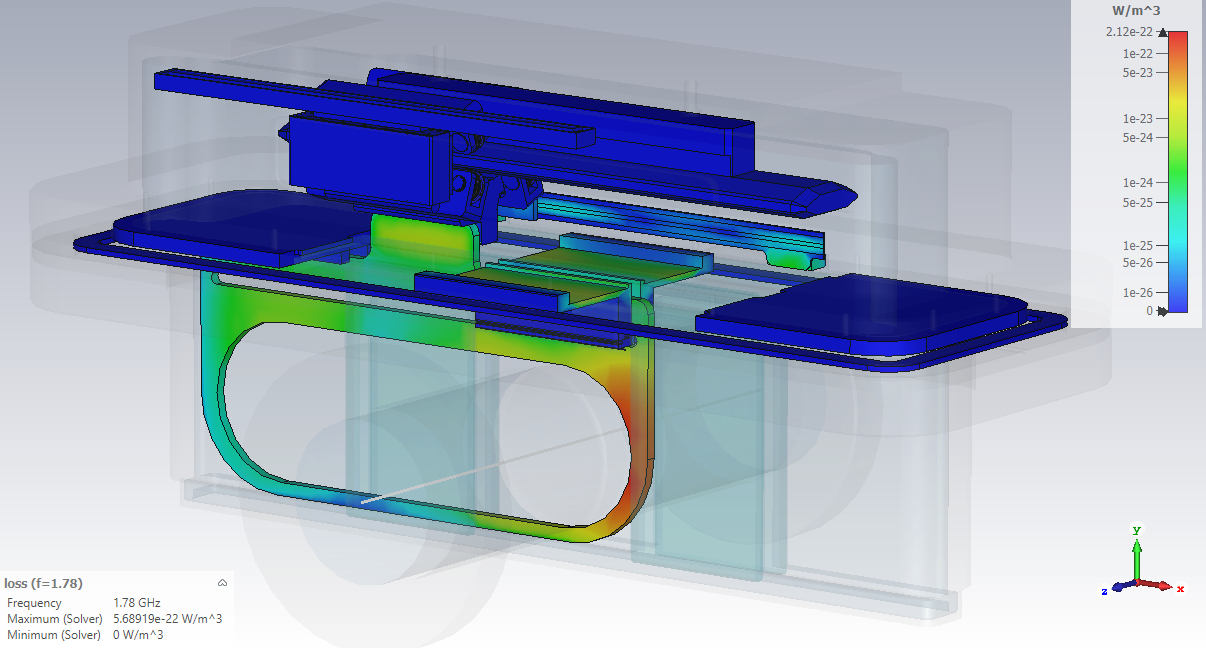 W/m^3
2.12e-22
1e-22
5e-23
1e-23
5e-24
1e-24
5e-25
1e-25
5e-26
1e-26
0
Y
z
x
loss (f=1.78)
Frequency 1.78 GHz
Maximum (Solver) 5.68919e-22 W/m^3
Minimum (Solver) 0 W/m^3